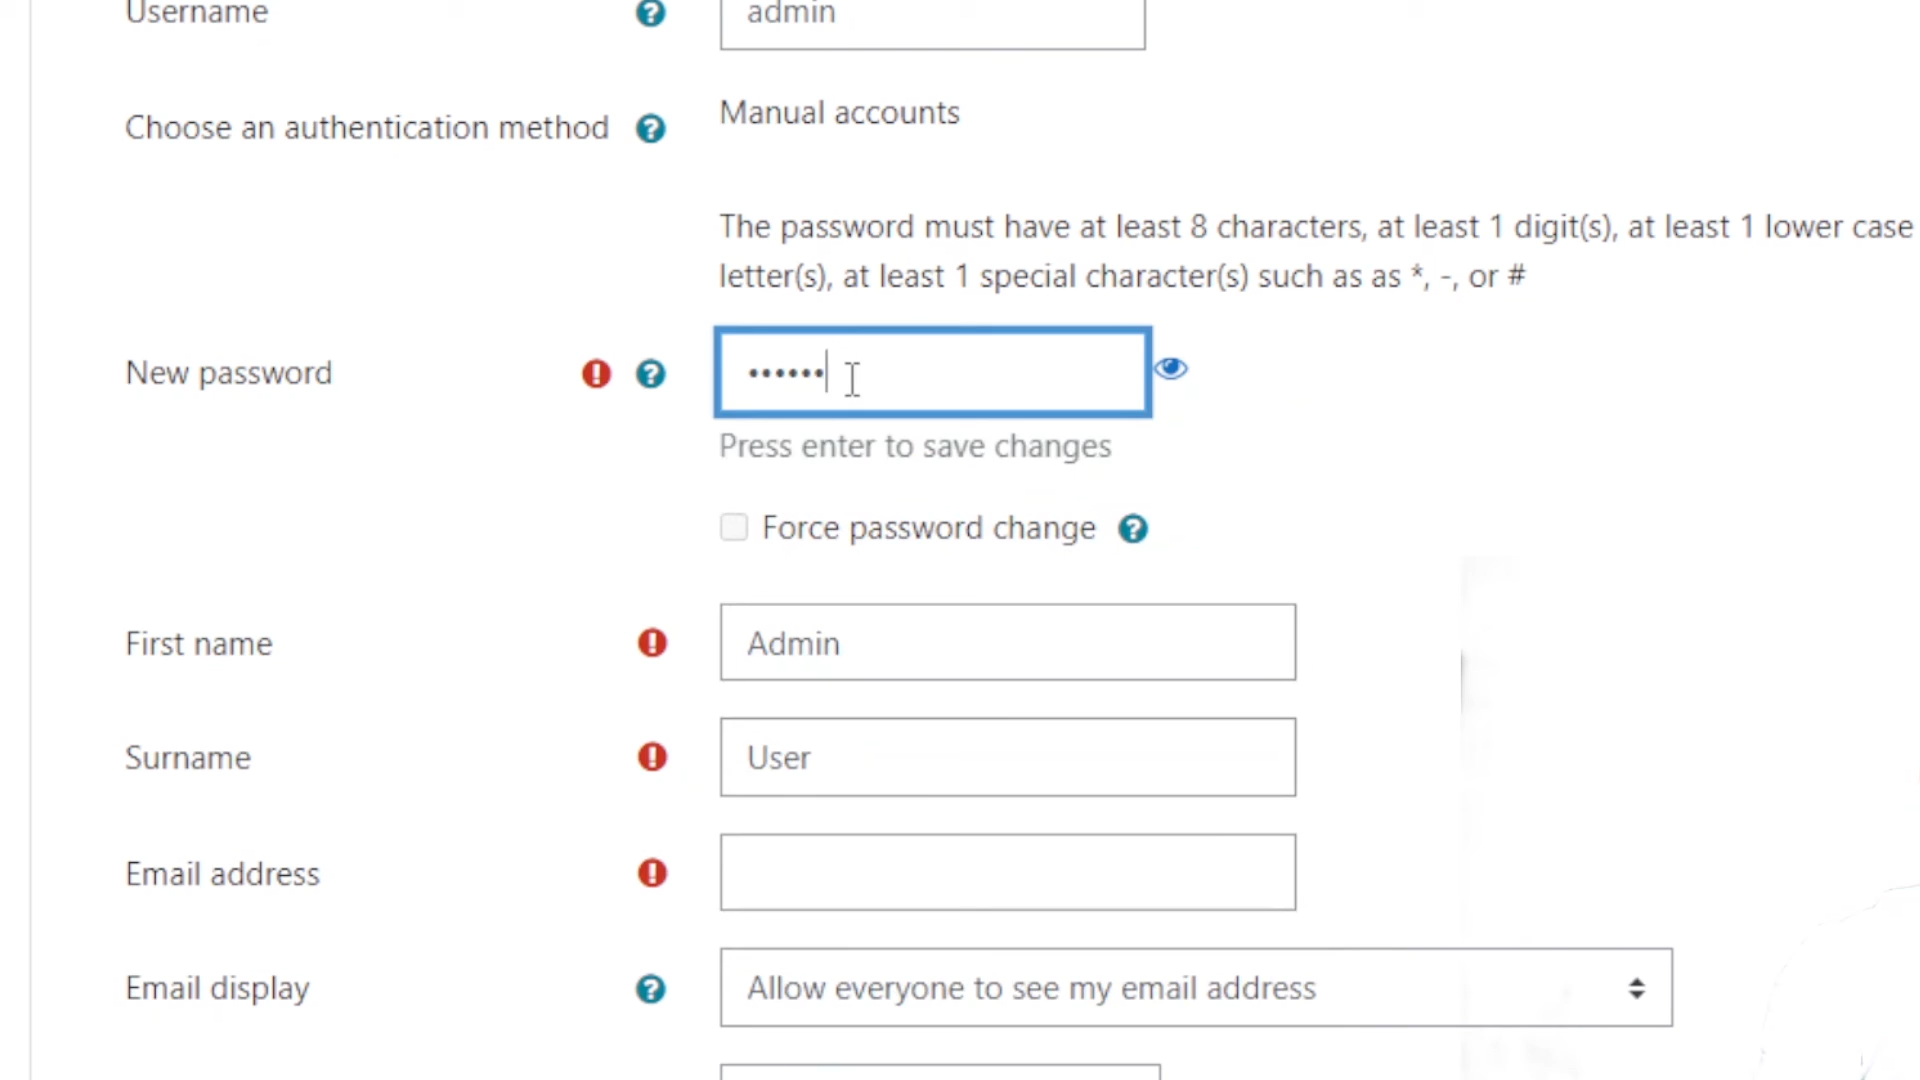 Username admin
Choose an authentication method Manual accounts
The password must have at least 8 characters, at least 1 digit(s), at least 1 lower case
letter(s), at least 1 special character(s) such as as *, -, or #
New password ••••••
Press enter to save changes
Force password change
First name Admin
Surname User
Email address
Email display Allow everyone to see my email address